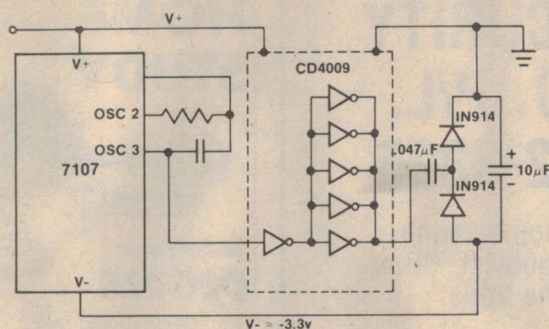 V+
V+
CD4009
OSC 2
IN914
.047µF
+
OSC 3
7107
10µF
IN914
−
V-
V- = -3.3v